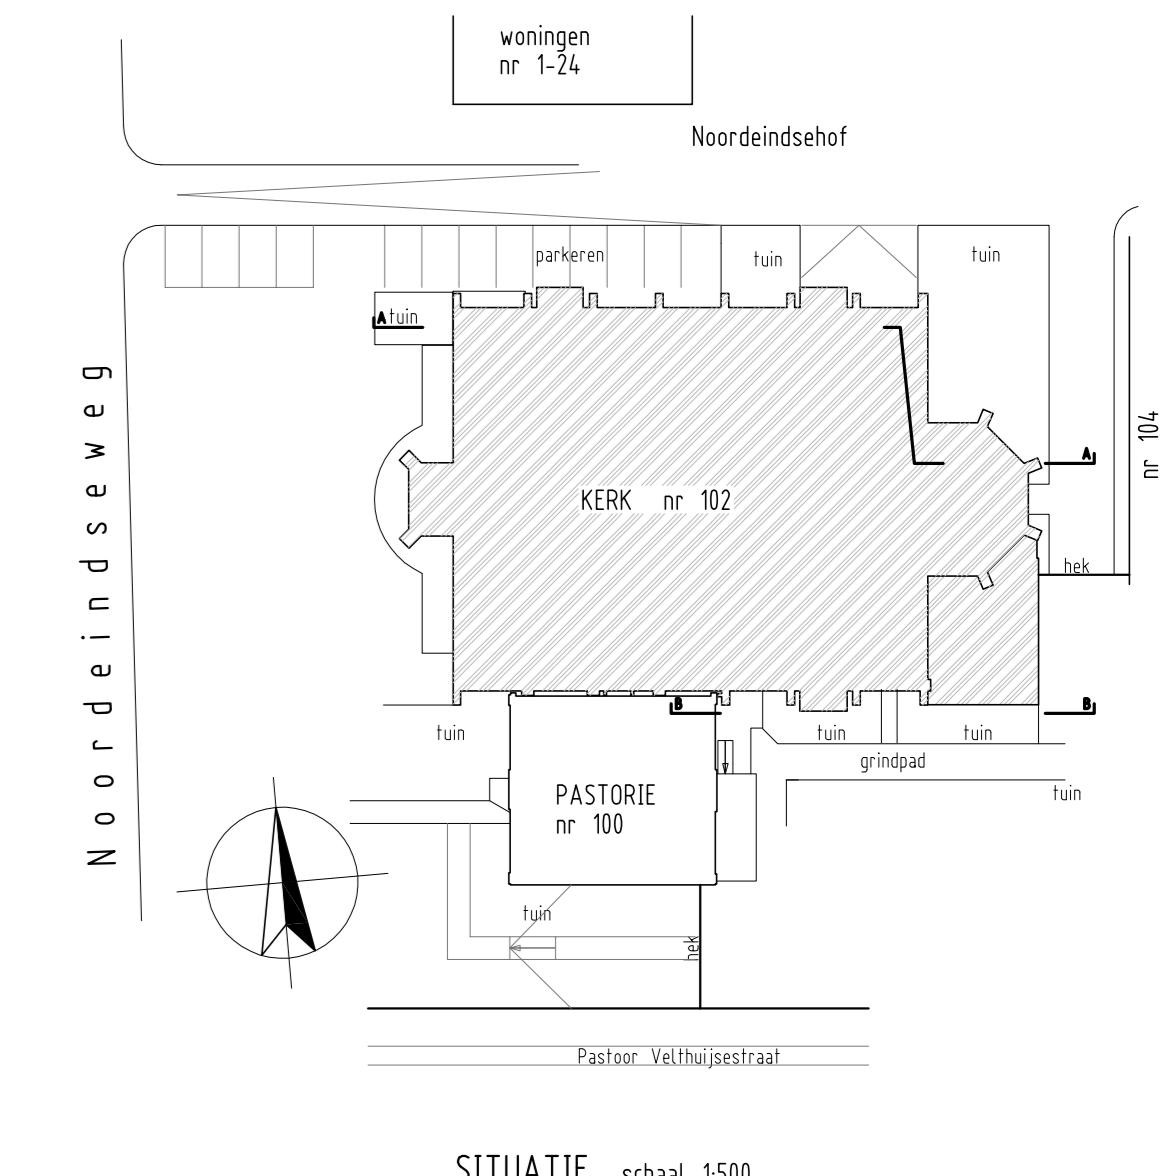 woningen
nr 1-24
Noordeindsehof
parkeren
tuin
tuin
A
tuin
Noordeindseweg
nr 104
A
KERK nr 102
hek
B
B
tuin
tuin
tuin
grindpad
tuin
PASTORIE
nr 100
tuin
hek
Pastoor Velthuijsestraat
SITUATIE schaal 1:500